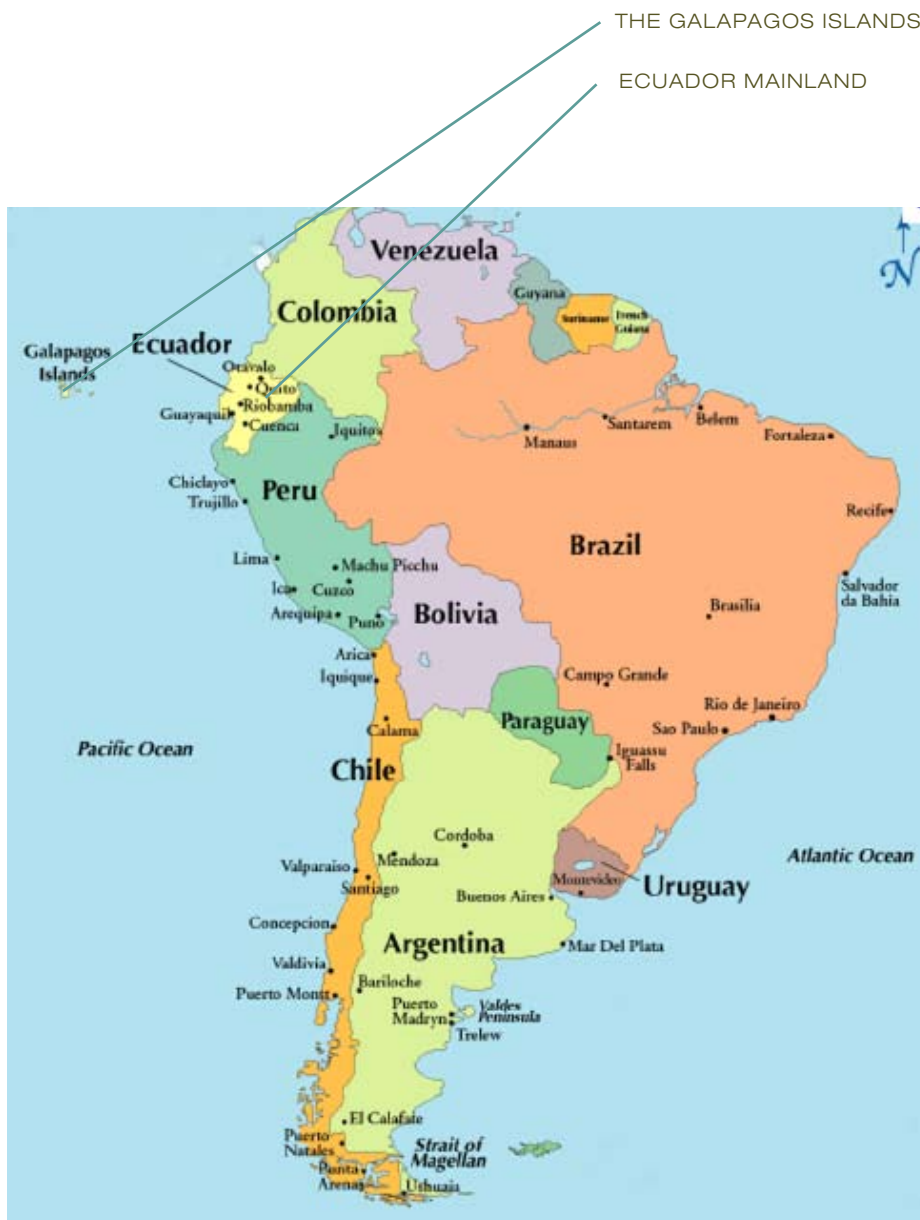 THE GALAPAGOS ISLANDS
ECUADOR MAINLAND
N
Venezuela
Guyana
Suriname
French
Guiana
Colombia
Ecuador
Galapagos
Islands
Otavalo
Quito
Riobamba
Guayaquil
Cuenca
Iquitos
Manaus
Santarem
Belem
Fortaleza
Chiclayo
Trujillo
Peru
Recife
Brazil
Lima
Machu Picchu
Ica
Cuzco
Salvador
da Bahia
Arequipa
Puno
Bolivia
Brasilia
Arica
Iquique
Campo Grande
Rio de Janeiro
Calama
Paraguay
Sao Paulo
Pacific Ocean
Chile
Iguassu
Falls
Cordoba
Mendoza
Valparaiso
Santiago
Atlantic Ocean
Montevideo
Uruguay
Buenos Aires
Concepcion
Argentina
Mar Del Plata
Valdivia
Bariloche
Puerto Montt
Puerto
Madryn
Valdes
Peninsula
Trelew
El Calafate
Puerto
Natales
Strait of
Magellan
Punta
Arenas
Ushuaia